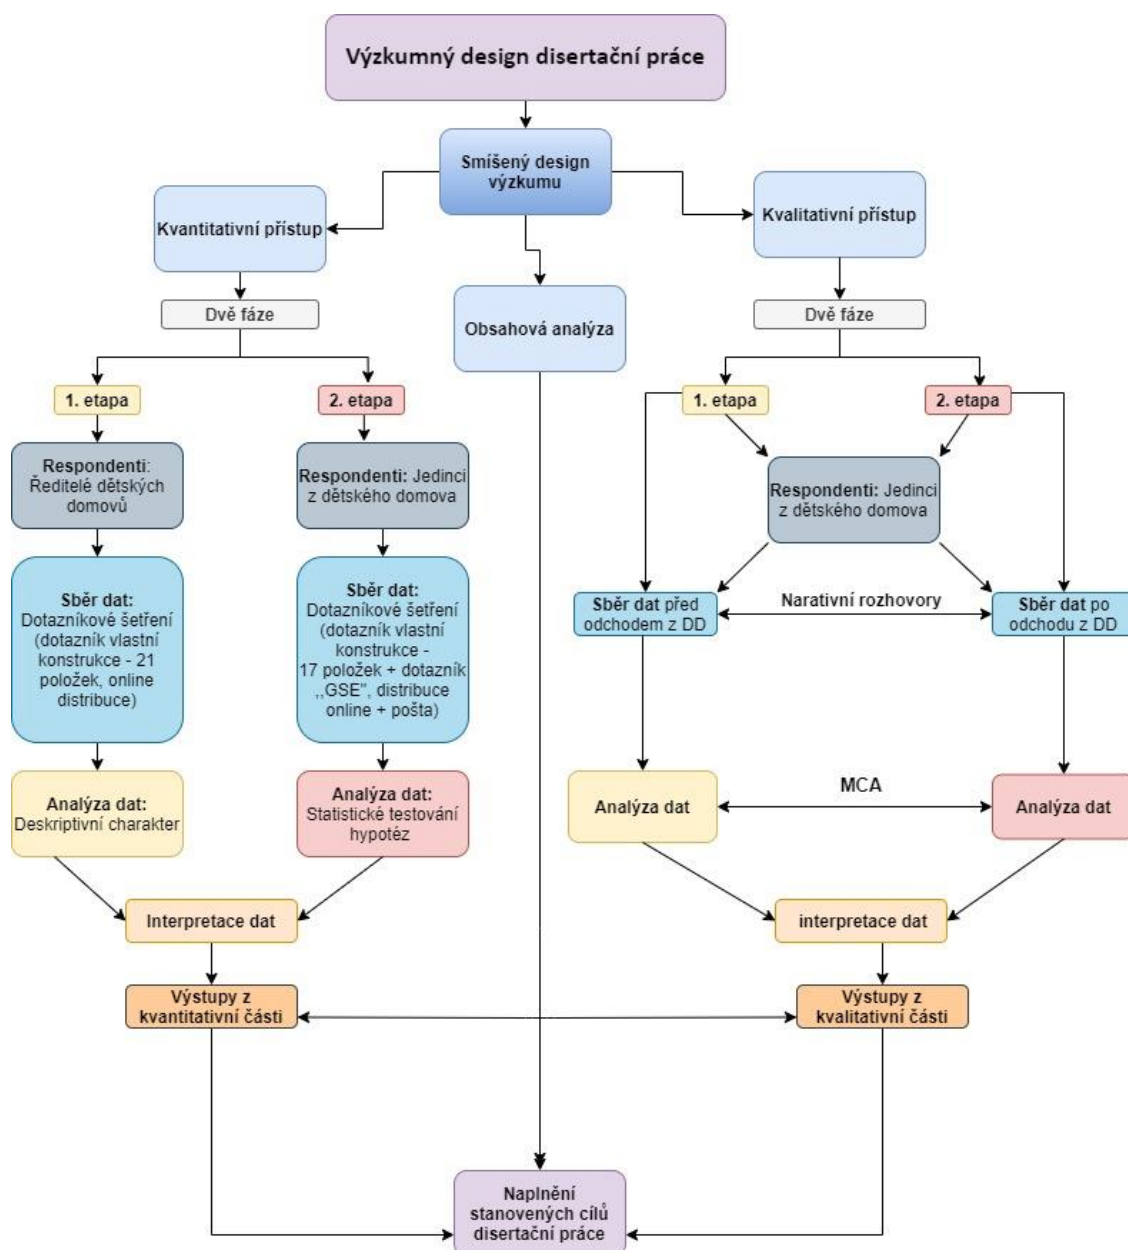 Výzkumný design disertační práce
Smíšený design
výzkumu
Kvantitativní přístup
Kvalitativní přístup
Obsahová analýza
Dvě fáze
Dvě fáze
1. etapa
2. etapa
1. etapa
2. etapa
Respondenti:
Ředitelé dětských
domovů
Respondenti: Jedinci
z dětského domova
Respondenti: Jedinci
z dětského domova
Sběr dat:
Dotazníkové šetření
(dotazník vlastní
konstrukce - 21
položek, online
distribuce)
Sběr dat:
Dotazníkové šetření
(dotazník vlastní
konstrukce -
17 položek + dotazník
,,GSE", distribuce
online + pošta)
Sběr dat před
odchodem z DD
Narativní rozhovory
Sběr dat po
odchodu z DD
Analýza dat:
Deskriptivní charakter
Analýza dat:
Statistické testování
hypotéz
Analýza dat
MCA
Analýza dat
Interpretace dat
interpretace dat
Výstupy z
kvantitativní části
Výstupy z
kvalitativní části
Naplnění
stanovených cílů
disertační práce